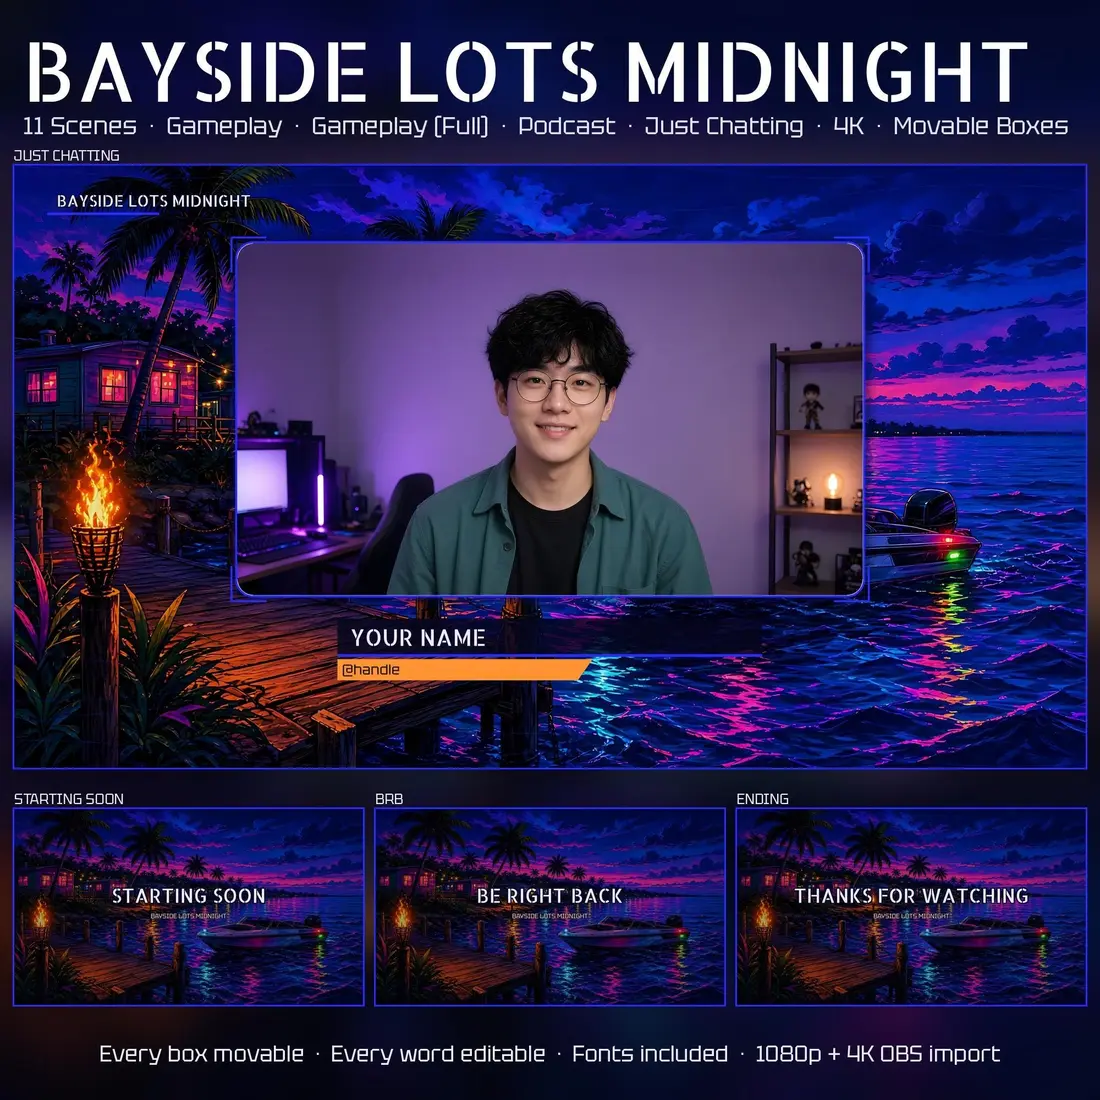 BAYSIDE LOTS MIDNIGHT
11 Scenes · Gameplay · Gameplay (Full) · Podcast · Just Chatting · 4K · Movable Boxes
JUST CHATTING
BAYSIDE LOTS MIDNIGHT
YOUR NAME
@handle
STARTING SOON
BRB
ENDING
STARTING SOON
BAYSIDE LOTS MIDNIGHT
BE RIGHT BACK
BAYSIDE LOTS MIDNIGHT
THANKS FOR WATCHING
BAYSIDE LOTS MIDNIGHT
Every box movable · Every word editable · Fonts included · 1080p + 4K OBS import